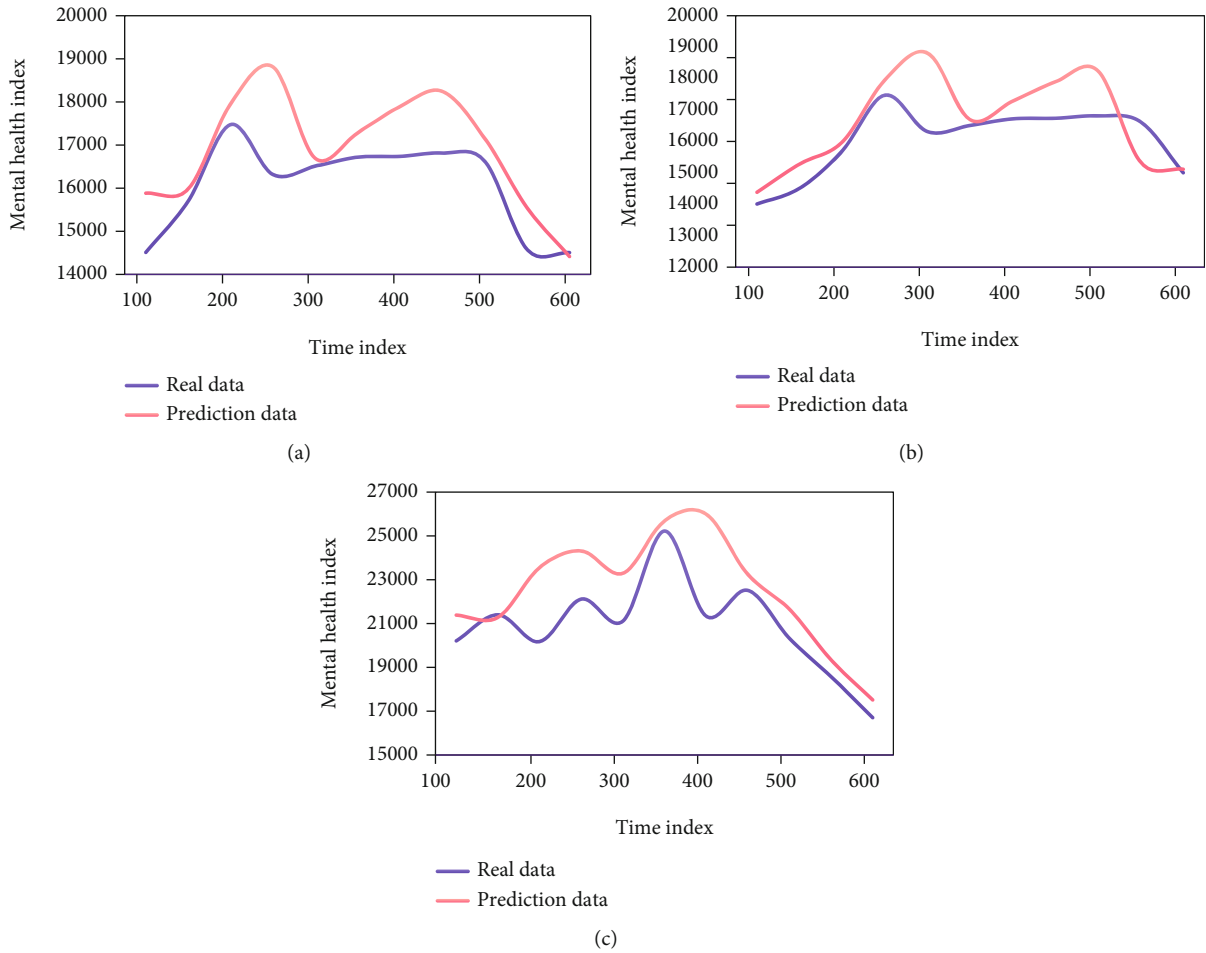 20000
19000
18000
17000
16000
15000
14000
Mental health index
100 200 300 400 500 600
Time index
Real data
Prediction data
(a)
20000
19000
18000
17000
16000
15000
14000
13000
12000
Mental health index
100 200 300 400 500 600
Time index
Real data
Prediction data
(b)
27000
25000
23000
21000
19000
17000
15000
Mental health index
100 200 300 400 500 600
Time index
Real data
Prediction data
(c)